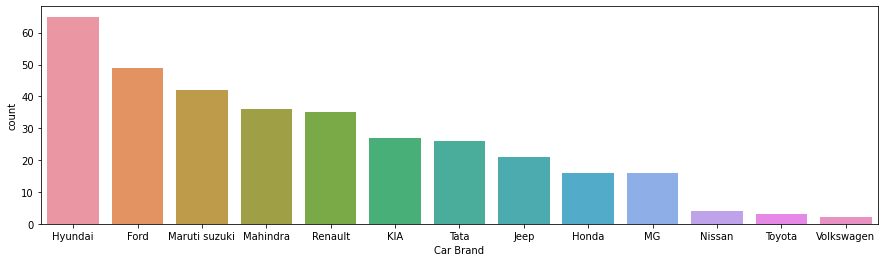 60
50
40
30
20
10
0
count
Hyundai Ford Maruti suzuki Mahindra Renault KIA Tata Jeep Honda MG Nissan Toyota Volkswagen
Car Brand